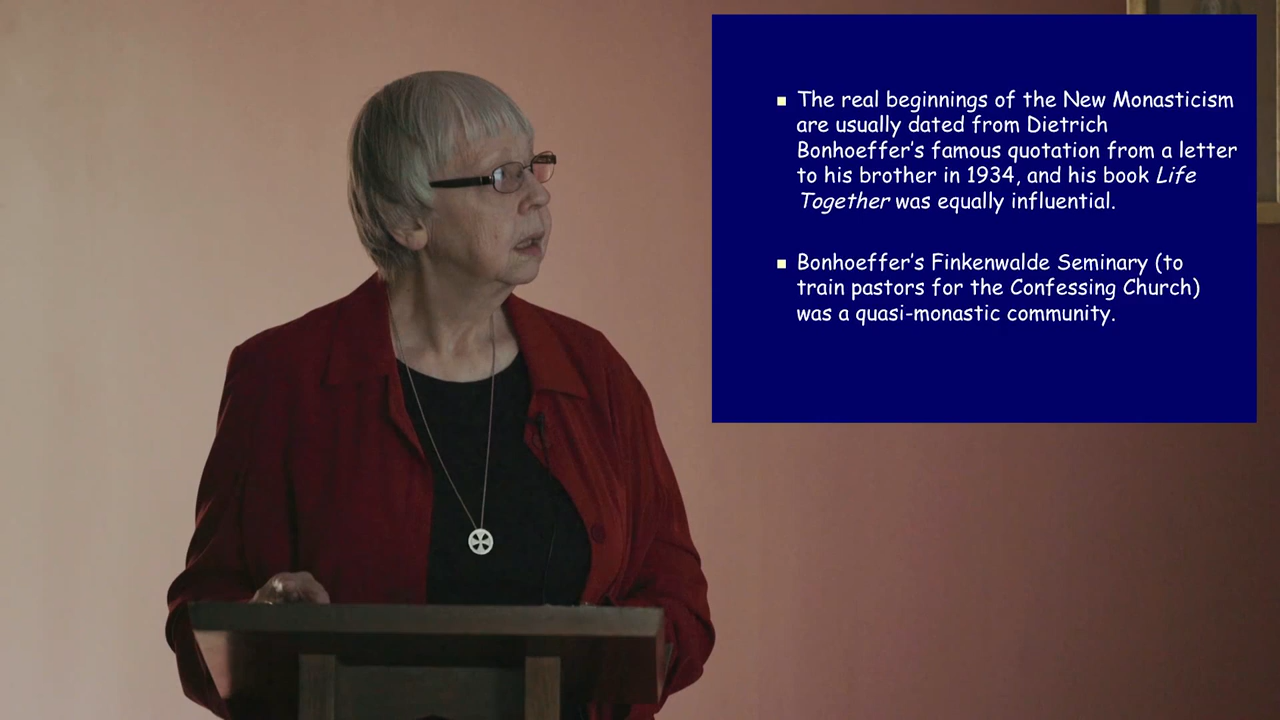 The real beginnings of the New Monasticism
are usually dated from Dietrich
Bonhoeffer's famous quotation from a letter
to his brother in 1934, and his book Life
Together was equally influential.
Bonhoeffer's Finkenwalde Seminary (to
train pastors for the Confessing Church)
was a quasi-monastic community.